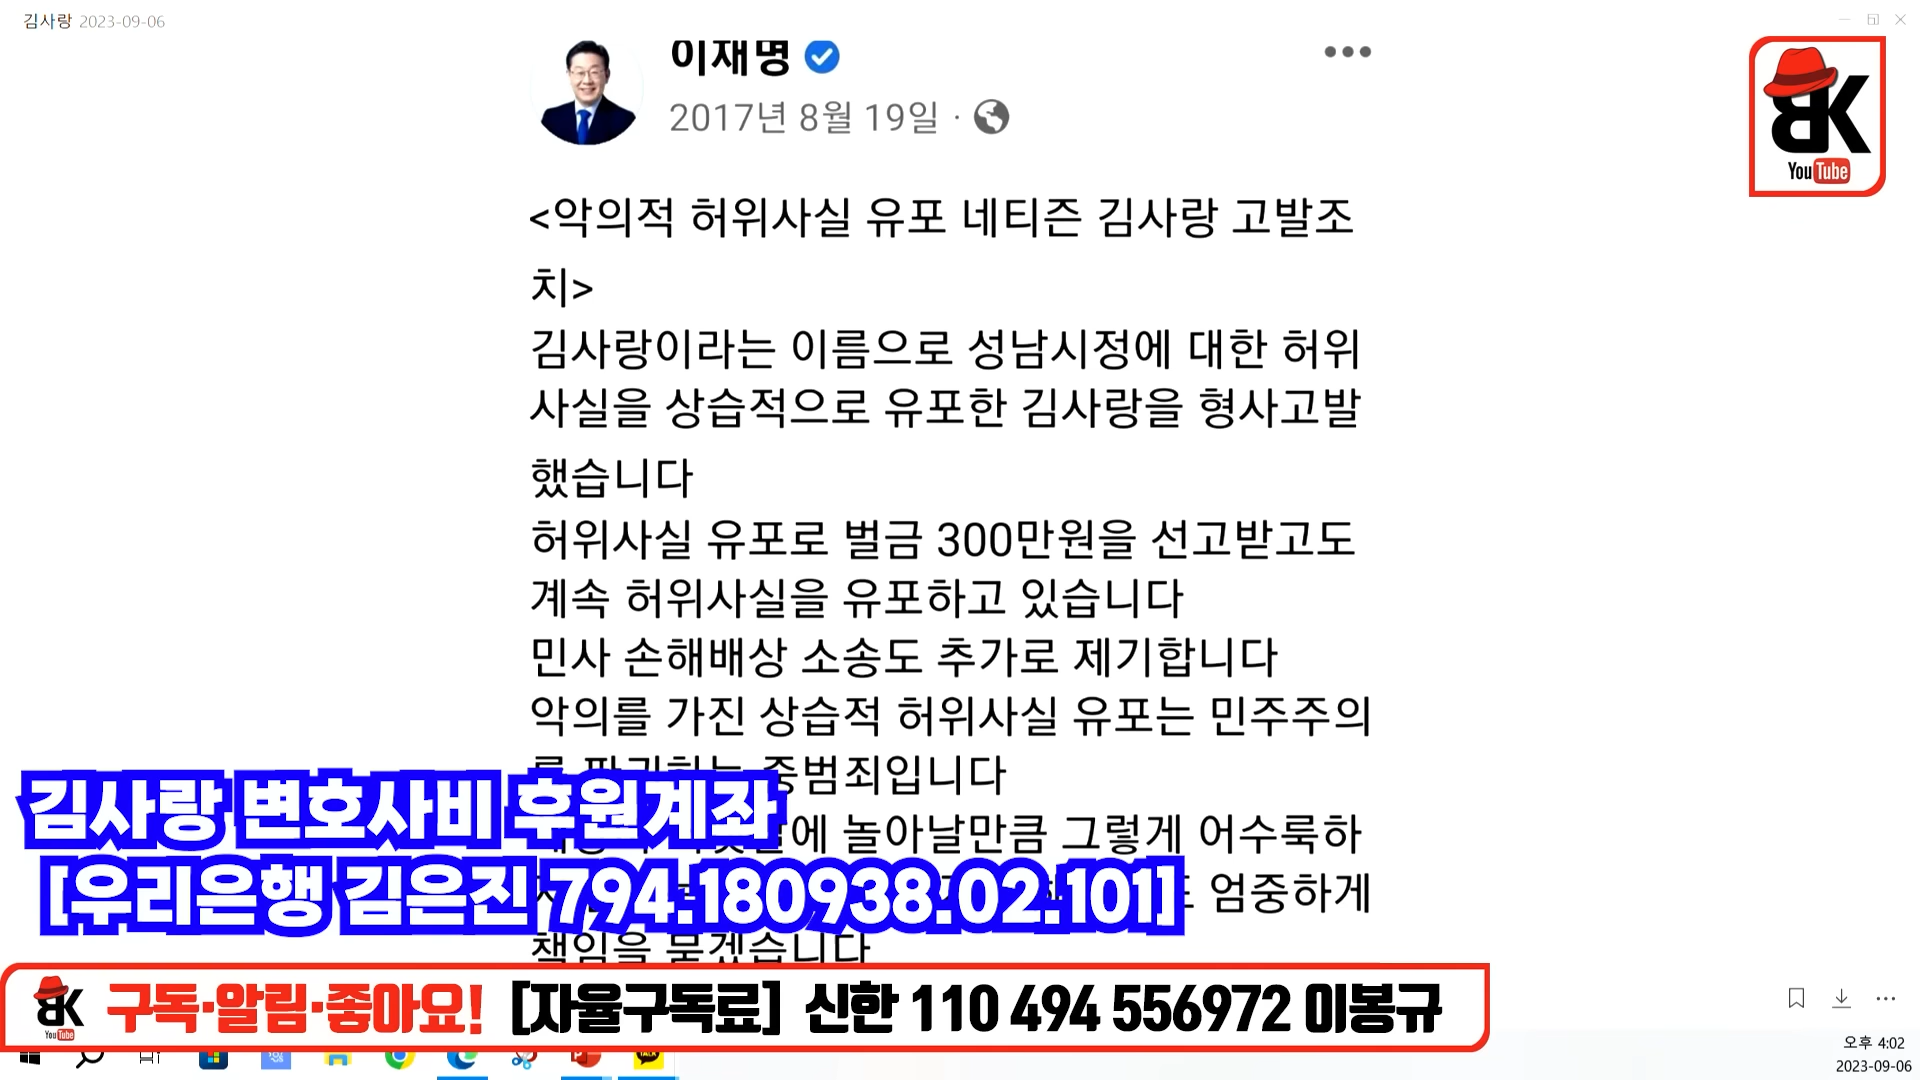 김사랑 2023-09-06
이재명
2017년 8월 19일 ·
<악의적 허위사실 유포 네티즌 김사랑 고발조
치>
김사랑이라는 이름으로 성남시정에 대한 허위
사실을 상습적으로 유포한 김사랑을 형사고발
했습니다
허위사실 유포로 벌금 300만원을 선고받고도
계속 허위사실을 유포하고 있습니다
민사 손해배상 소송도 추가로 제기합니다
악의를 가진 상습적 허위사실 유포는 민주주의
중범죄입니다
놀아날만큼 그렇게 어수룩하
엄중하게
책임을 묻겠습니다
BK
YouTube
김사랑 변호사비 후원계좌
[우리은행 김은진 794.180938.02.101]
BK
YouTube
구독·알림·좋아요! [자율구독료] 신한 110 494 556972 이봉규
TALK
오후 4:02
2023-09-06